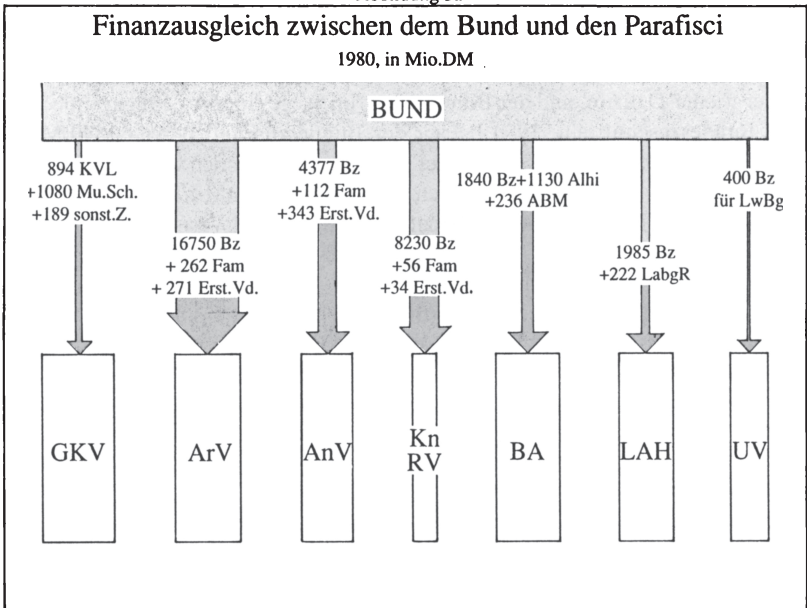 Finanzausgleich zwischen dem Bund und den Parafisci
1980, in Mio.DM
BUND
894 KVL
+1080 Mu.Sch.
+189 sonst.Z.
16750 Bz
+ 262 Fam
+ 271 Erst.Vd.
4377 Bz
+112 Fam
+343 Erst.Vd.
8230 Bz
+56 Fam
+34 Erst.Vd.
1840 Bz+1130 Alhi
+236 ABM
1985 Bz
+222 LabgR
400 Bz
für LwBg
GKV
ArV
AnV
Kn
RV
BA
LAH
UV